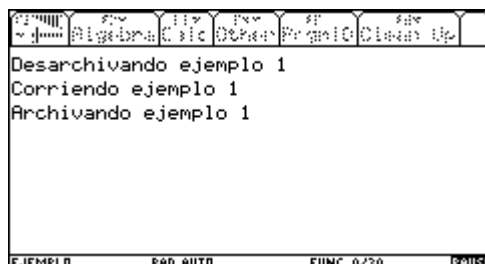 Algebra Calc Other PrgmIO Clean Up
Desarchivando ejemplo 1
Corriendo ejemplo 1
Archivando ejemplo 1
EJEMPLO RAD AUTO FUNC 0/30